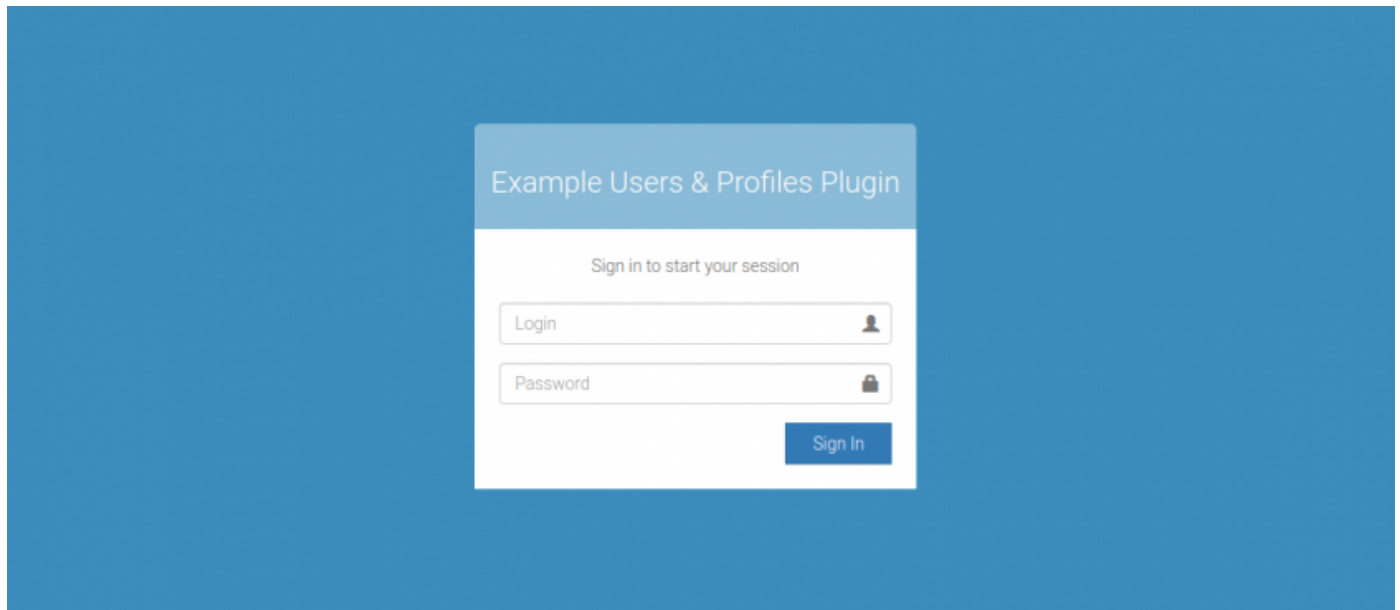 Example Users & Profiles Plugin
Sign in to start your session
Login
Password
Sign In